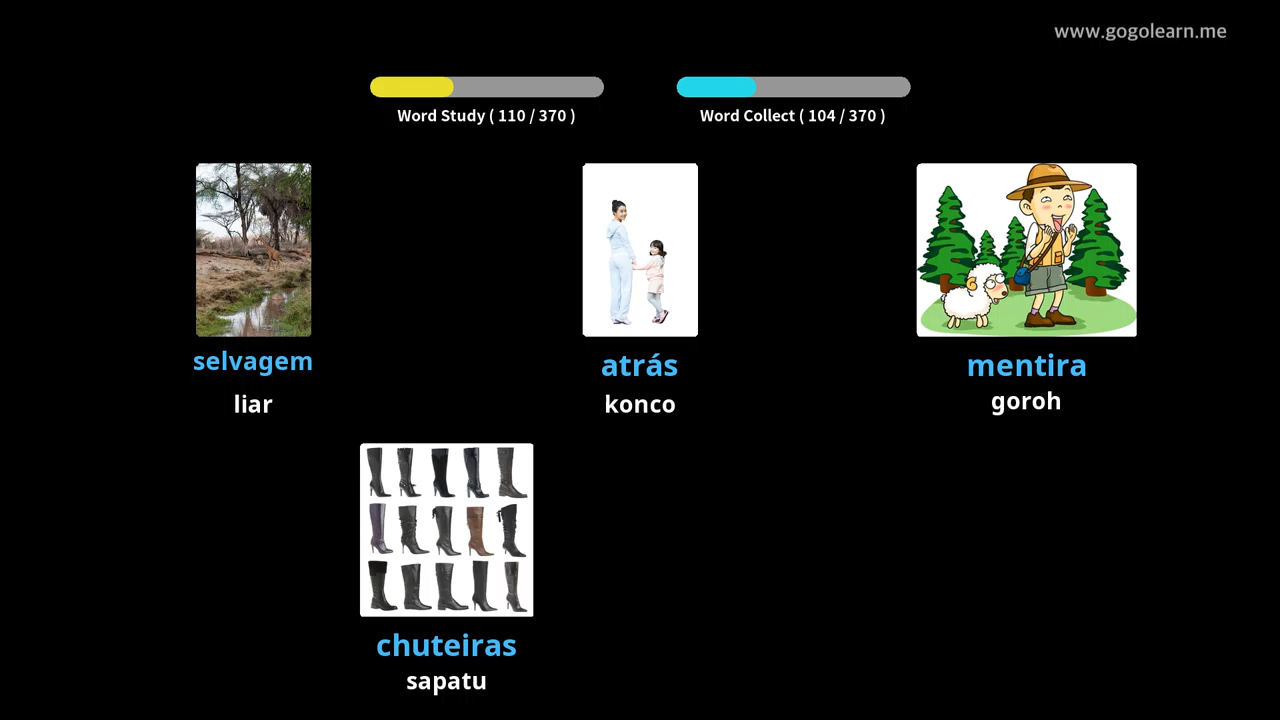 www.gogolearn.me
Word Study ( 110 / 370 )
Word Collect ( 104 / 370 )
selvagem
atrás
mentira
liar
konco
goroh
chuteiras
sapatu